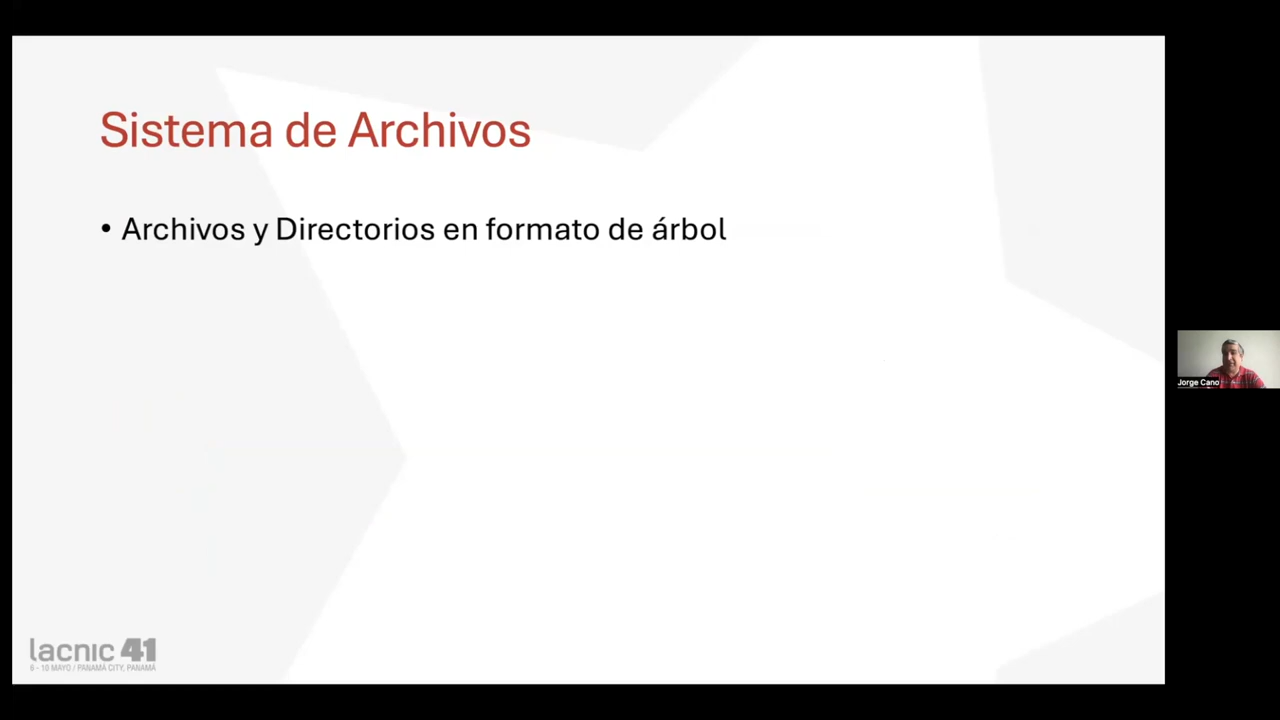 Sistema de Archivos
• Archivos y Directorios en formato de árbol
Jorge Cano
lacnic 41
6 - 10 MAYO / PANAMÁ CITY, PANAMÁ